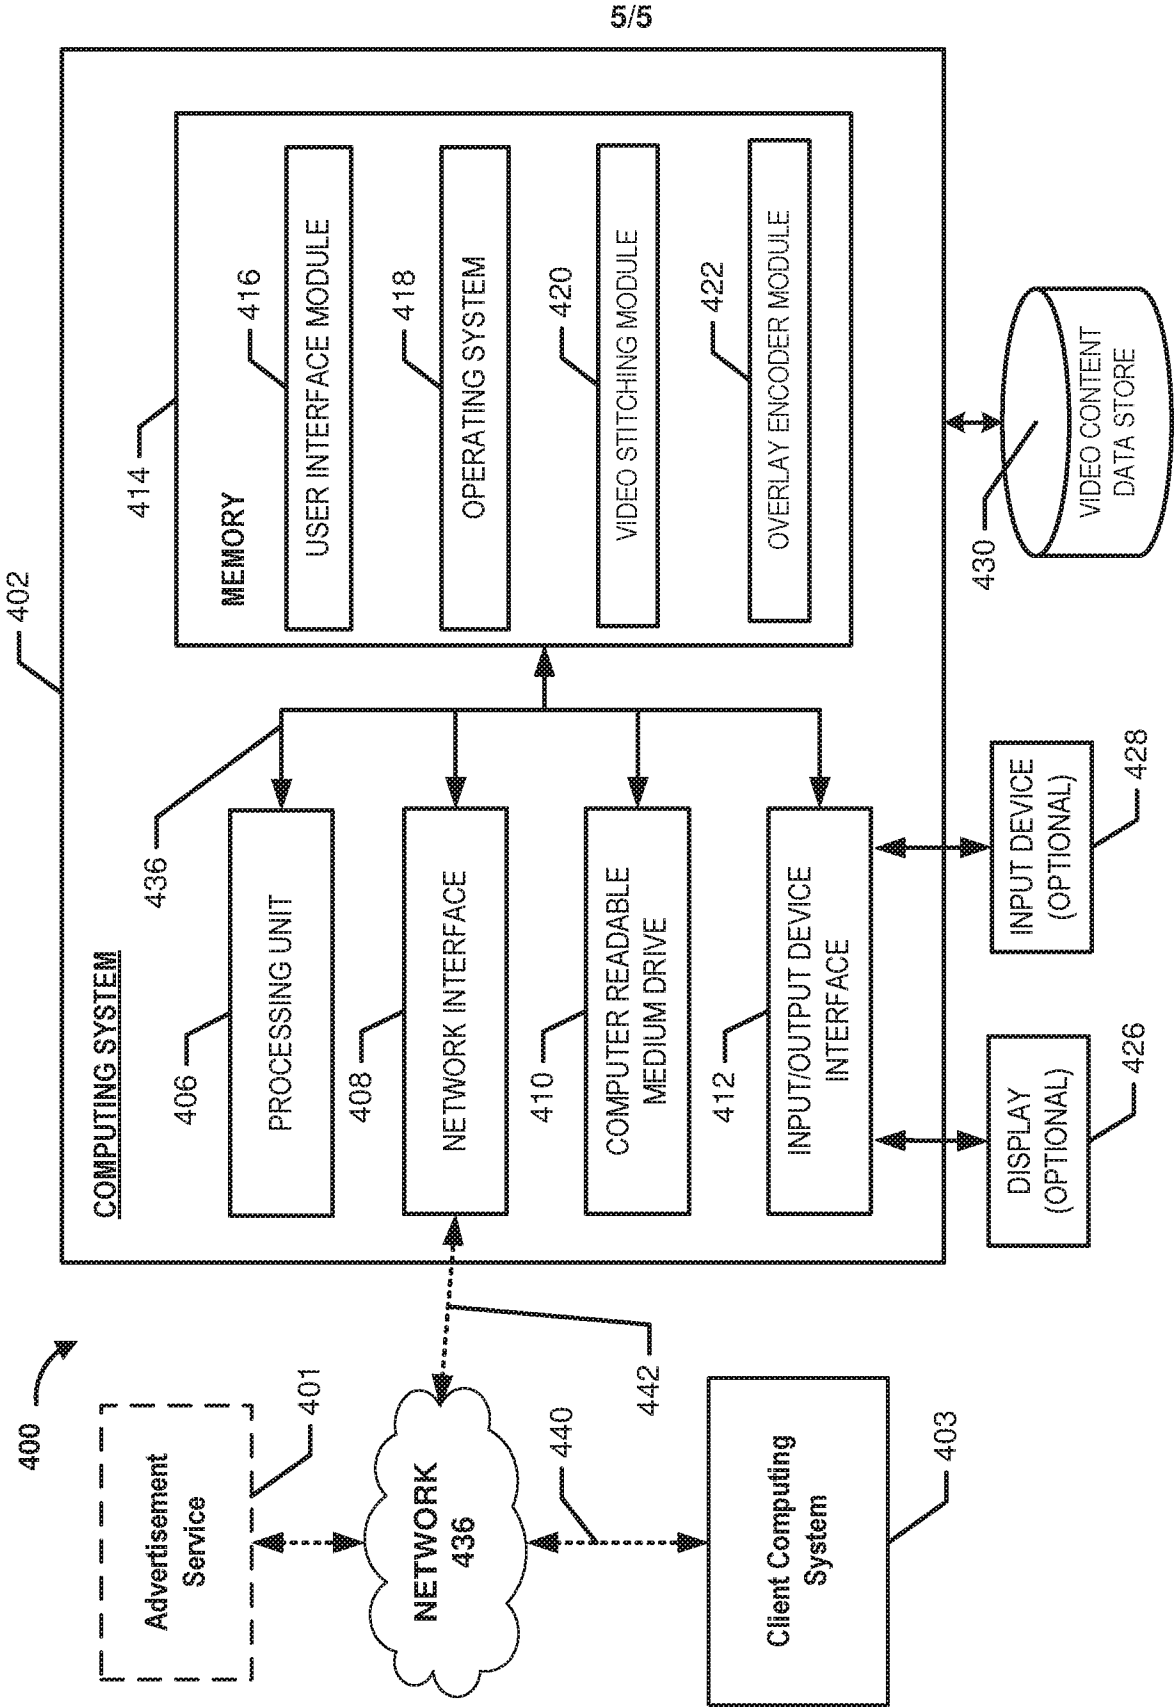 5/5
400
Advertisement
Service
401
NETWORK
436
442
440
Client Computing
System
403
402
COMPUTING SYSTEM
436
406
PROCESSING UNIT
408
NETWORK INTERFACE
410
COMPUTER READABLE
MEDIUM DRIVE
412
INPUT/OUTPUT DEVICE
INTERFACE
414
MEMORY
416
USER INTERFACE MODULE
418
OPERATING SYSTEM
420
VIDEO STITCHING MODULE
422
OVERLAY ENCODER MODULE
DISPLAY
(OPTIONAL)
426
INPUT DEVICE
(OPTIONAL)
428
430
VIDEO CONTENT
DATA STORE